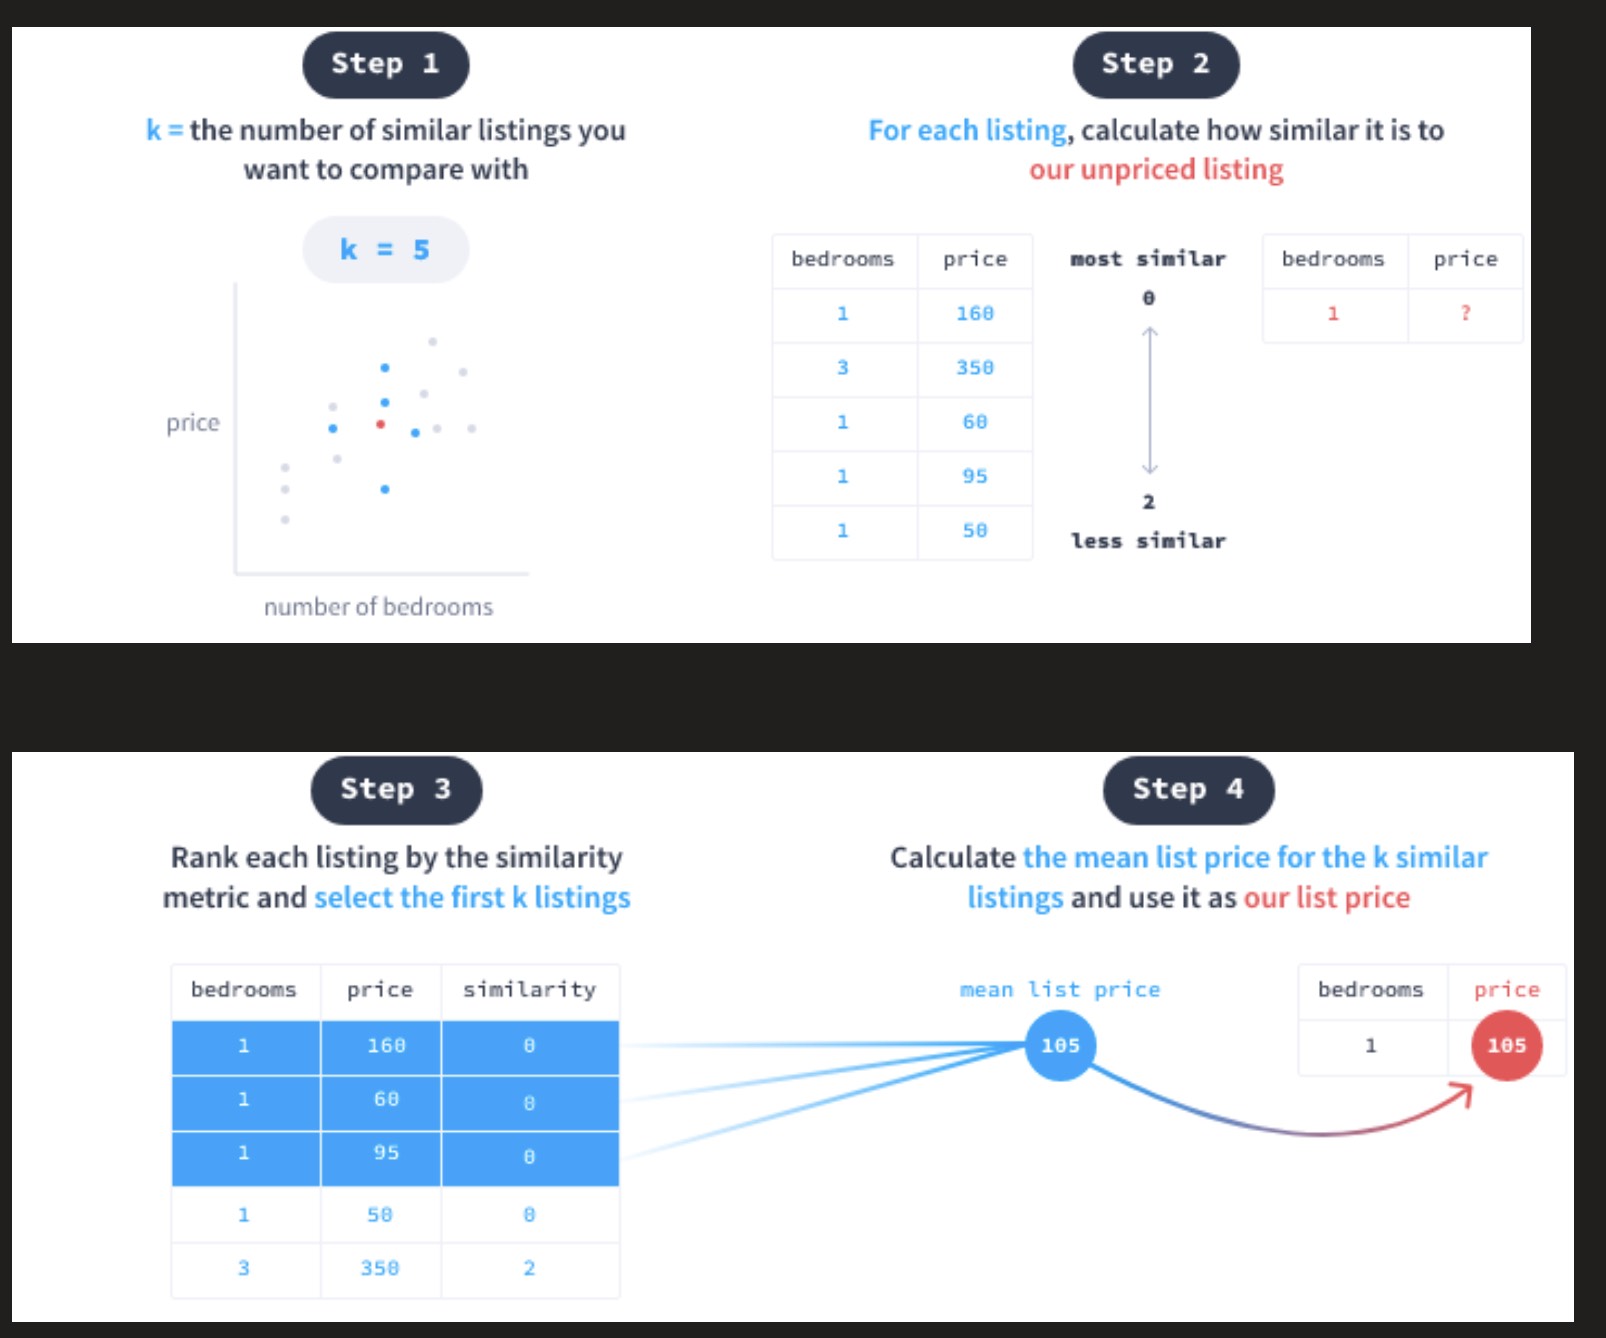 Step 1
k = the number of similar listings you
want to compare with
k = 5
price
number of bedrooms
Step 2
For each listing, calculate how similar it is to
our unpriced listing
bedrooms price
1 160
3 350
1 60
1 95
1 50
most similar
0
2
less similar
bedrooms price
1 ?
Step 3
Rank each listing by the similarity
metric and select the first k listings
bedrooms price similarity
1 160 0
1 60 0
1 95 0
1 50 0
3 350 2
Step 4
Calculate the mean list price for the k similar
listings and use it as our list price
mean list price
105
bedrooms price
1 105